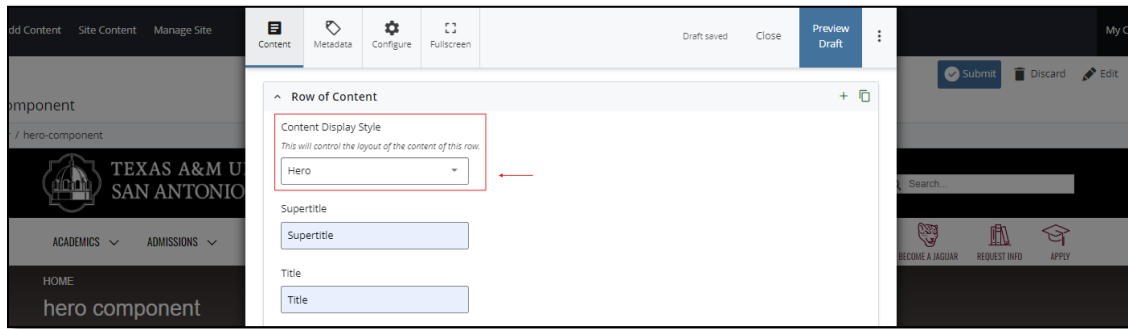 dd Content Site Content Manage Site
Content Metadata Configure Fullscreen Draft saved Close Preview Draft
My C
Submit Discard Edit
omponent
/ hero-component
Row of Content
Content Display Style
This will control the layout of the content of this row.
Hero
Supertitle
Supertitle
Title
Title
TEXAS A&M U
SAN ANTONIO
Search...
ACADEMICS ADMISSIONS
BECOME A JAGUAR REQUEST INFO APPLY
HOME
hero component